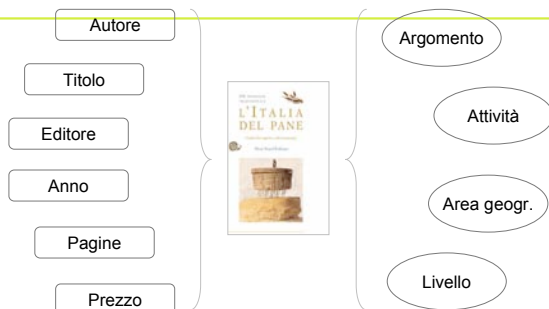 Autore
Titolo
Editore
Anno
Pagine
Prezzo
L'ITALIA
DEL PANE
Argomento
Attività
Area geogr.
Livello